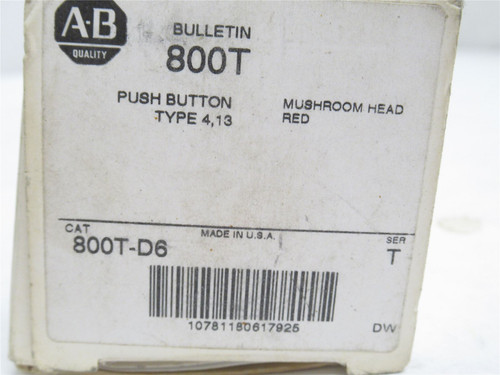 A-B
QUALITY
BULLETIN
800T
PUSH BUTTON
TYPE 4,13
MUSHROOM HEAD
RED
CAT
800T-D6
MADE IN U.S.A.
SER
T
10781180617925
DW